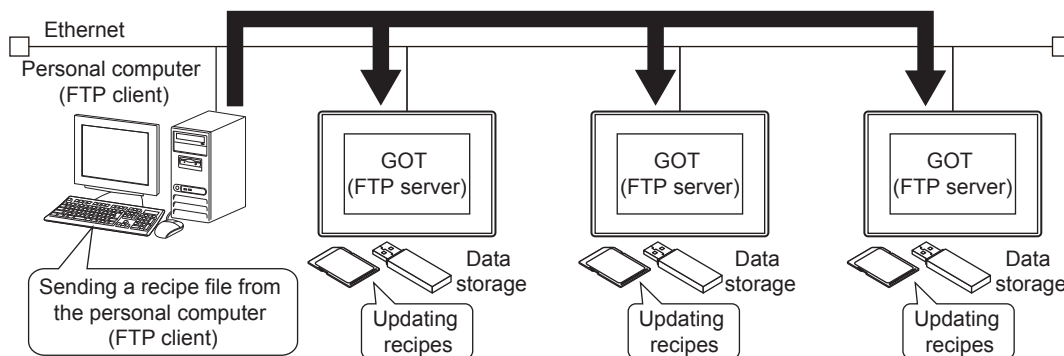 Ethernet
Personal computer
(FTP client)
GOT
(FTP server)
GOT
(FTP server)
GOT
(FTP server)
Data
storage
Data
storage
Data
storage
Sending a recipe file from
the personal computer
(FTP client)
Updating
recipes
Updating
recipes
Updating
recipes